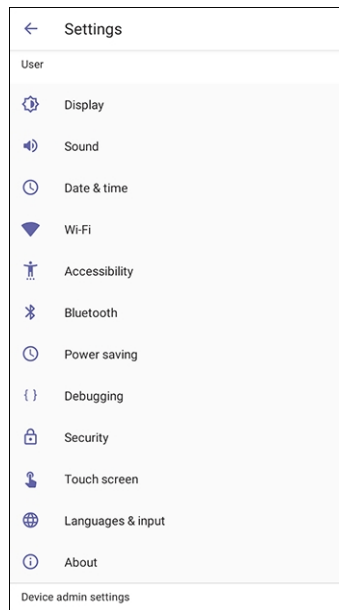 Settings
User
Display
Sound
Date & time
Wi-Fi
Accessibility
Bluetooth
Power saving
{ } Debugging
Security
Touch screen
Languages & input
About
Device admin settings